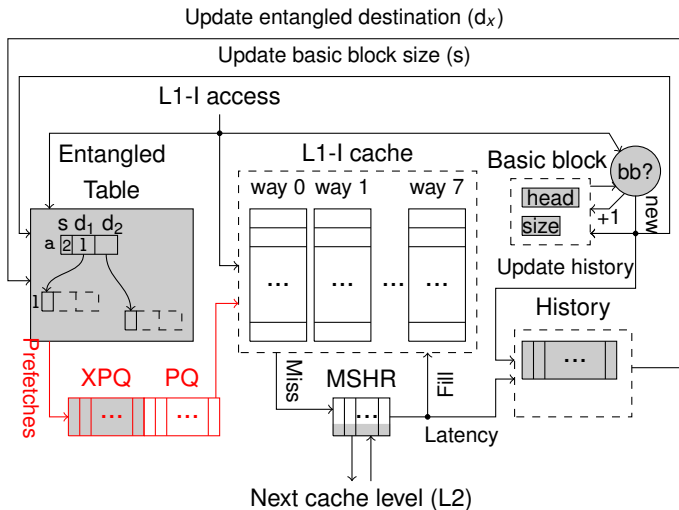 Update entangled destination (dₓ)
Update basic block size (s)
L1-I access
Entangled
Table
L1-I cache
Basic block
bb?
way 0 way 1 way 7
head
size
+1
new
s d₁ d₂
a 2 l
... ... ...
l
Update history
History
...
Prefetches
XPQ PQ
... ...
Miss
MSHR
...
Fill
Latency
Next cache level (L2)